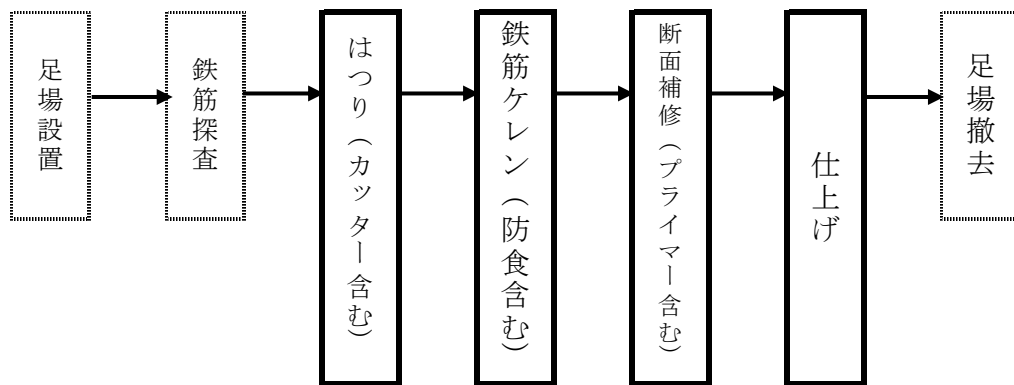 足場設置
鉄筋探査
はつり（カッター含む）
鉄筋ケレン（防食含む）
断面補修（プライマー含む）
仕上げ
足場撤去